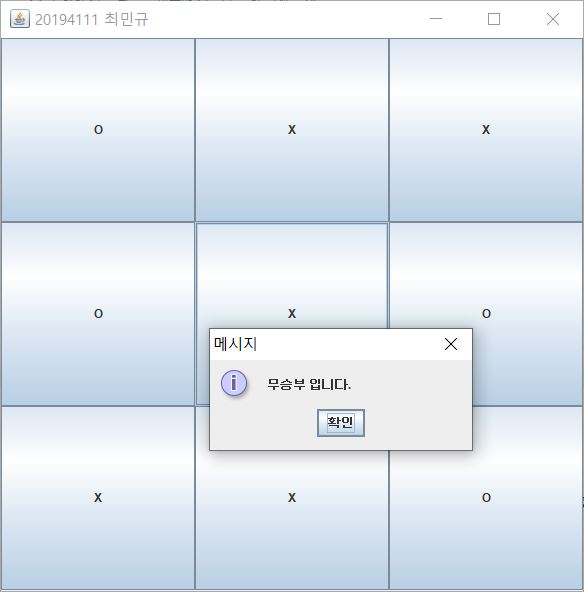 20194111 최민규
O X X
O X O
메시지
무승부 입니다.
확인
X X O